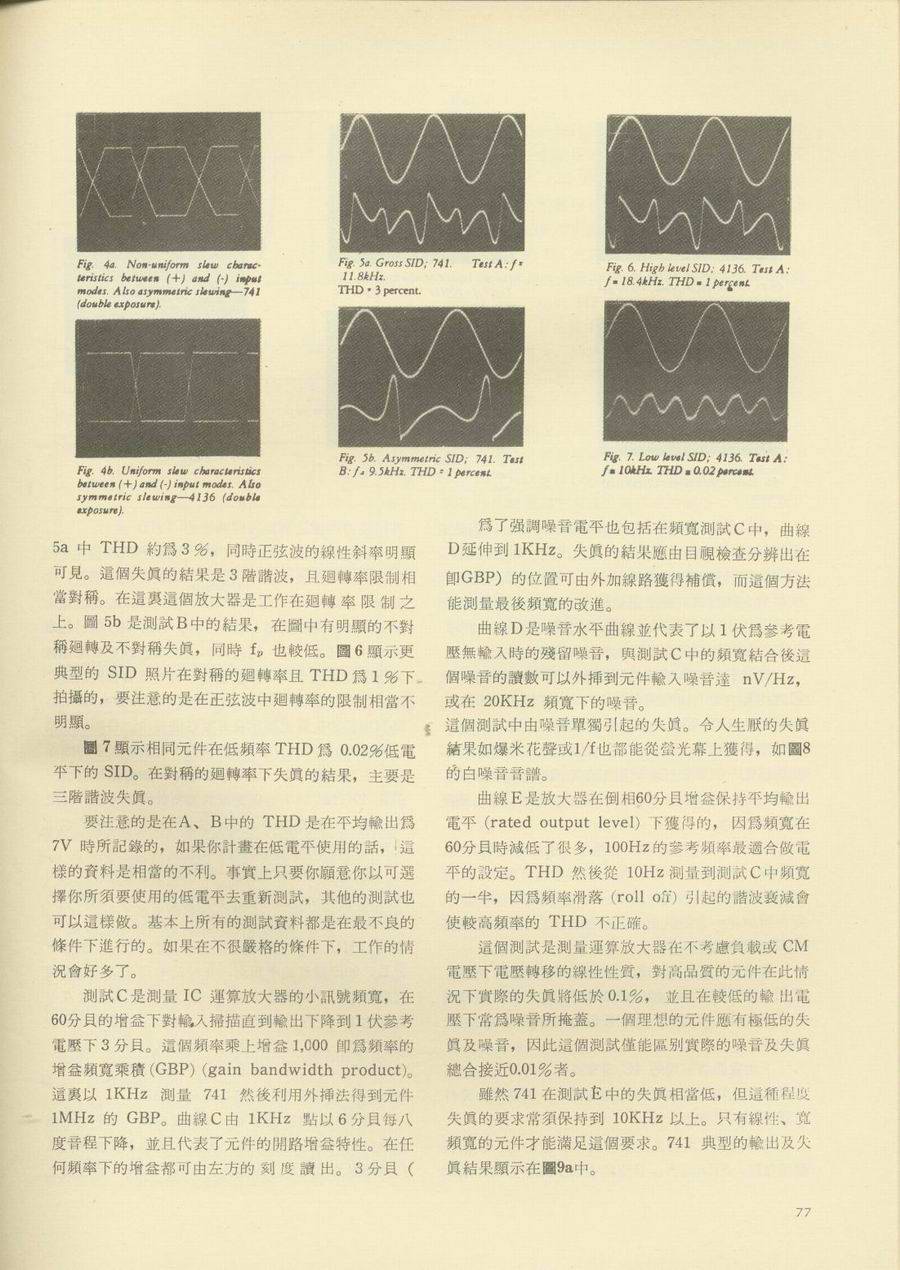 Fig. 4a. Non-uniform slew charac-
teristics between (+) and (-) input
modes. Also asymmetric slewing—741
(double exposure).
Fig. 5a. Gross SID; 741. Test A: f=
11.8kHz.
THD = 3 percent.
Fig. 6. High level SID; 4136. Test A:
f = 18.4kHz. THD = 1 percent.
Fig. 4b. Uniform slew characteristics
between (+) and (-) input modes. Also
symmetric slewing—4136 (double
exposure).
Fig. 5b. Asymmetric SID; 741. Test
B: f = 9.5kHz. THD = 1 percent.
Fig. 7. Low level SID; 4136. Test A:
f = 10kHz. THD = 0.02 percent.
5a 中 THD 約爲3%，同時正弦波的線性斜率明顯
可見。這個失眞的結果是3階諧波，且廻轉率限制相
當對稱。在這裏這個放大器是工作在廻轉率限制之
上。圖 5b 是測試B中的結果，在圖中有明顯的不對
稱廻轉及不對稱失眞，同時 fp 也較低。圖6顯示更
典型的 SID 照片在對稱的廻轉率且 THD 爲1%下。
拍攝的，要注意的是在正弦波中廻轉率的限制相當不
明顯。
圖7顯示相同元件在低頻率 THD 爲 0.02%低電
平下的 SID。在對稱的廻轉率下失眞的結果，主要是
三階諧波失眞。
要注意的是在A、B中的 THD 是在平均輸出爲
7V 時所記錄的，如果你計畫在低電平使用的話，這
樣的資料是相當的不利。事實上只要你願意你以可選
擇你所須要使用的低電平去重新測試，其他的測試也
可以這樣做。基本上所有的測試資料都是在最不良的
條件下進行的。如果在不很嚴格的條件下，工作的情
況會好多了。
測試C是測量 IC 運算放大器的小訊號頻寬，在
60分貝的增益下對輸入掃描直到輸出下降到1伏參考
電壓下3分貝。這個頻率乘上增益1,000 卽爲頻率的
增益頻寬乘積(GBP) (gain bandwidth product)。
這裏以 1KHz 測量 741 然後利用外挿法得到元件
1MHz 的 GBP。曲線C由 1KHz 點以6分貝每八
度音程下降，並且代表了元件的開路增益特性。在任
何頻率下的增益都可由左方的刻度讀出。3分貝（
爲了强調噪音電平也包括在頻寬測試C中，曲線
D延伸到1KHz。失眞的結果應由目視檢查分辨出在
卽GBP）的位置可由外加線路獲得補償，而這個方法
能測量最後頻寬的改進。
曲線D是噪音水平曲線並代表了以1伏爲參考電
壓無輸入時的殘留噪音，與測試C中的頻寬結合後這
個噪音的讀數可以外挿到元件輸入噪音達 nV/Hz，
或在 20KHz 頻寬下的噪音。
這個測試中由噪音單獨引起的失眞。令人生厭的失眞
結果如爆米花聲或1/f也都能從螢光幕上獲得，如圖8
的白噪音音譜。
曲線E是放大器在倒相60分貝增益保持平均輸出
電平 (rated output level) 下獲得的，因爲頻寬在
60分貝時減低了很多，100Hz的參考頻率最適合做電
平的設定。THD 然後從 10Hz 測量到測試C中頻寬
的一半，因爲頻率滑落 (roll off) 引起的諧波衰減會
使較高頻率的 THD 不正確。
這個測試是測量運算放大器在不考慮負載或 CM
電壓下電壓轉移的線性性質，對高品質的元件在此情
況下實際的失眞將低於 0.1%，並且在較低的輸出電
壓下常爲噪音所掩蓋。一個理想的元件應有極低的失
眞及噪音，因此這個測試僅能區別實際的噪音及失眞
總合接近0.01%者。
雖然 741 在測試E中的失眞相當低，但這種程度
失眞的要求常須保持到 10KHz 以上。只有線性、寬
頻寬的元件才能滿足這個要求。741 典型的輸出及失
眞結果顯示在圖9a中。
77